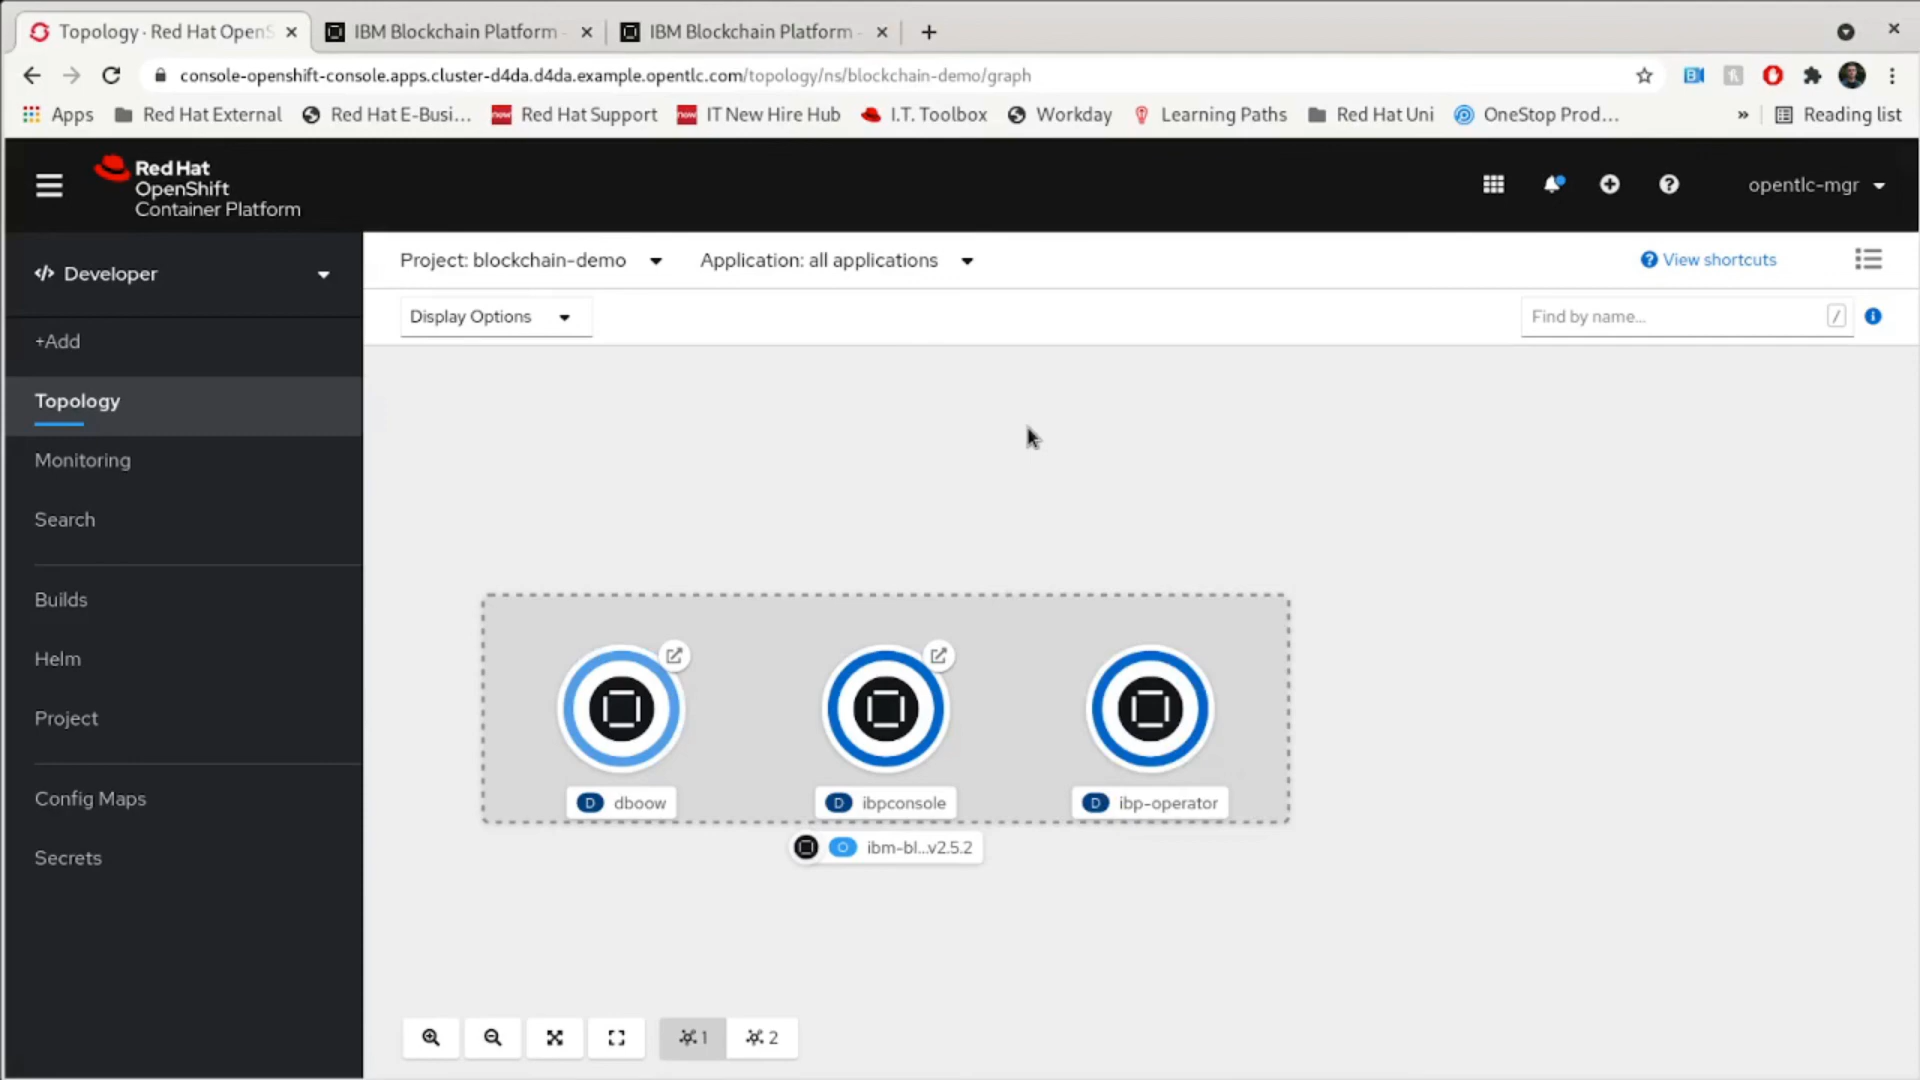 Topology · Red Hat OpenS
IBM Blockchain Platform -
IBM Blockchain Platform -
console-openshift-console.apps.cluster-d4da.d4da.example.opentlc.com/topology/ns/blockchain-demo/graph
Apps
Red Hat External
Red Hat E-Busi...
Red Hat Support
IT New Hire Hub
I.T. Toolbox
Workday
Learning Paths
Red Hat Uni
OneStop Prod...
»
Reading list
Red Hat
OpenShift
Container Platform
opentlc-mgr
Developer
Project: blockchain-demo
Application: all applications
View shortcuts
Display Options
Find by name...
/
+Add
Topology
Monitoring
Search
Builds
Helm
Project
Config Maps
Secrets
D dboow
D ibpconsole
D ibp-operator
O ibm-bl...v2.5.2
1
2